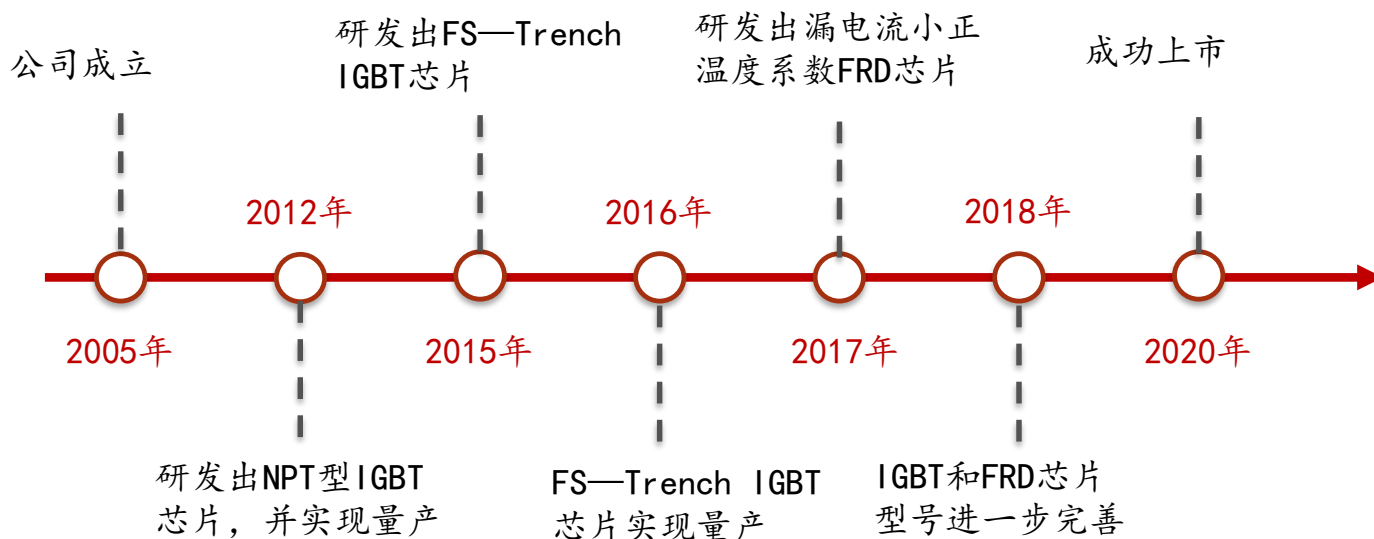 公司成立
研发出FS—Trench
IGBT芯片
研发出漏电流小正
温度系数FRD芯片
成功上市
2012年
2016年
2018年
2005年
2015年
2017年
2020年
研发出NPT型IGBT
芯片，并实现量产
FS—Trench IGBT
芯片实现量产
IGBT和FRD芯片
型号进一步完善